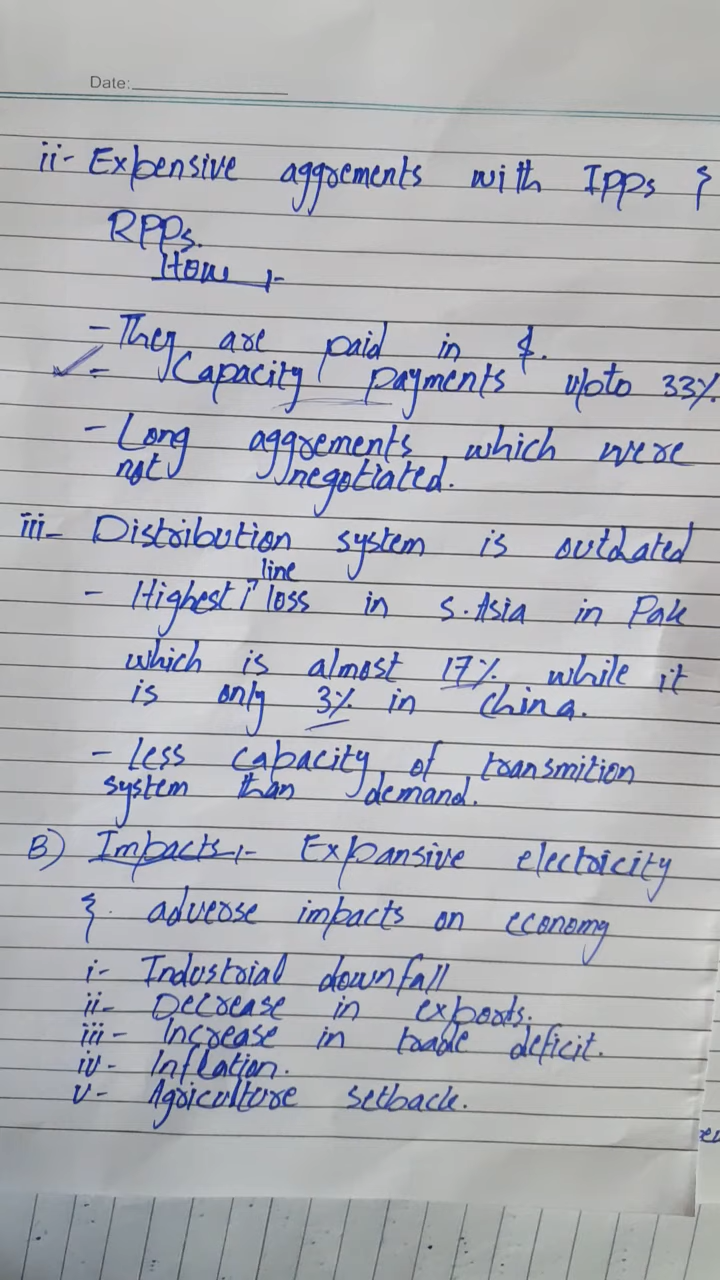 Date:
ii- Expensive aggrements with IPPs &
RPPs.
How :-
- They are paid in $.
- Capacity payments upto 33%.
- Long aggrements which were
not negotiated.
iii- Distribution system is outdated
- Highest line loss in S.Asia in Pak
which is almost 17% while it
is only 3% in China.
- Less capacity of transmition
system than demand.
B) Impacts:- Expansive electricity
& adverse impacts on economy
i- Industrial downfall
ii- Decrease in exports.
iii- Increase in trade deficit.
iv- Inflation.
v- Agriculture setback.